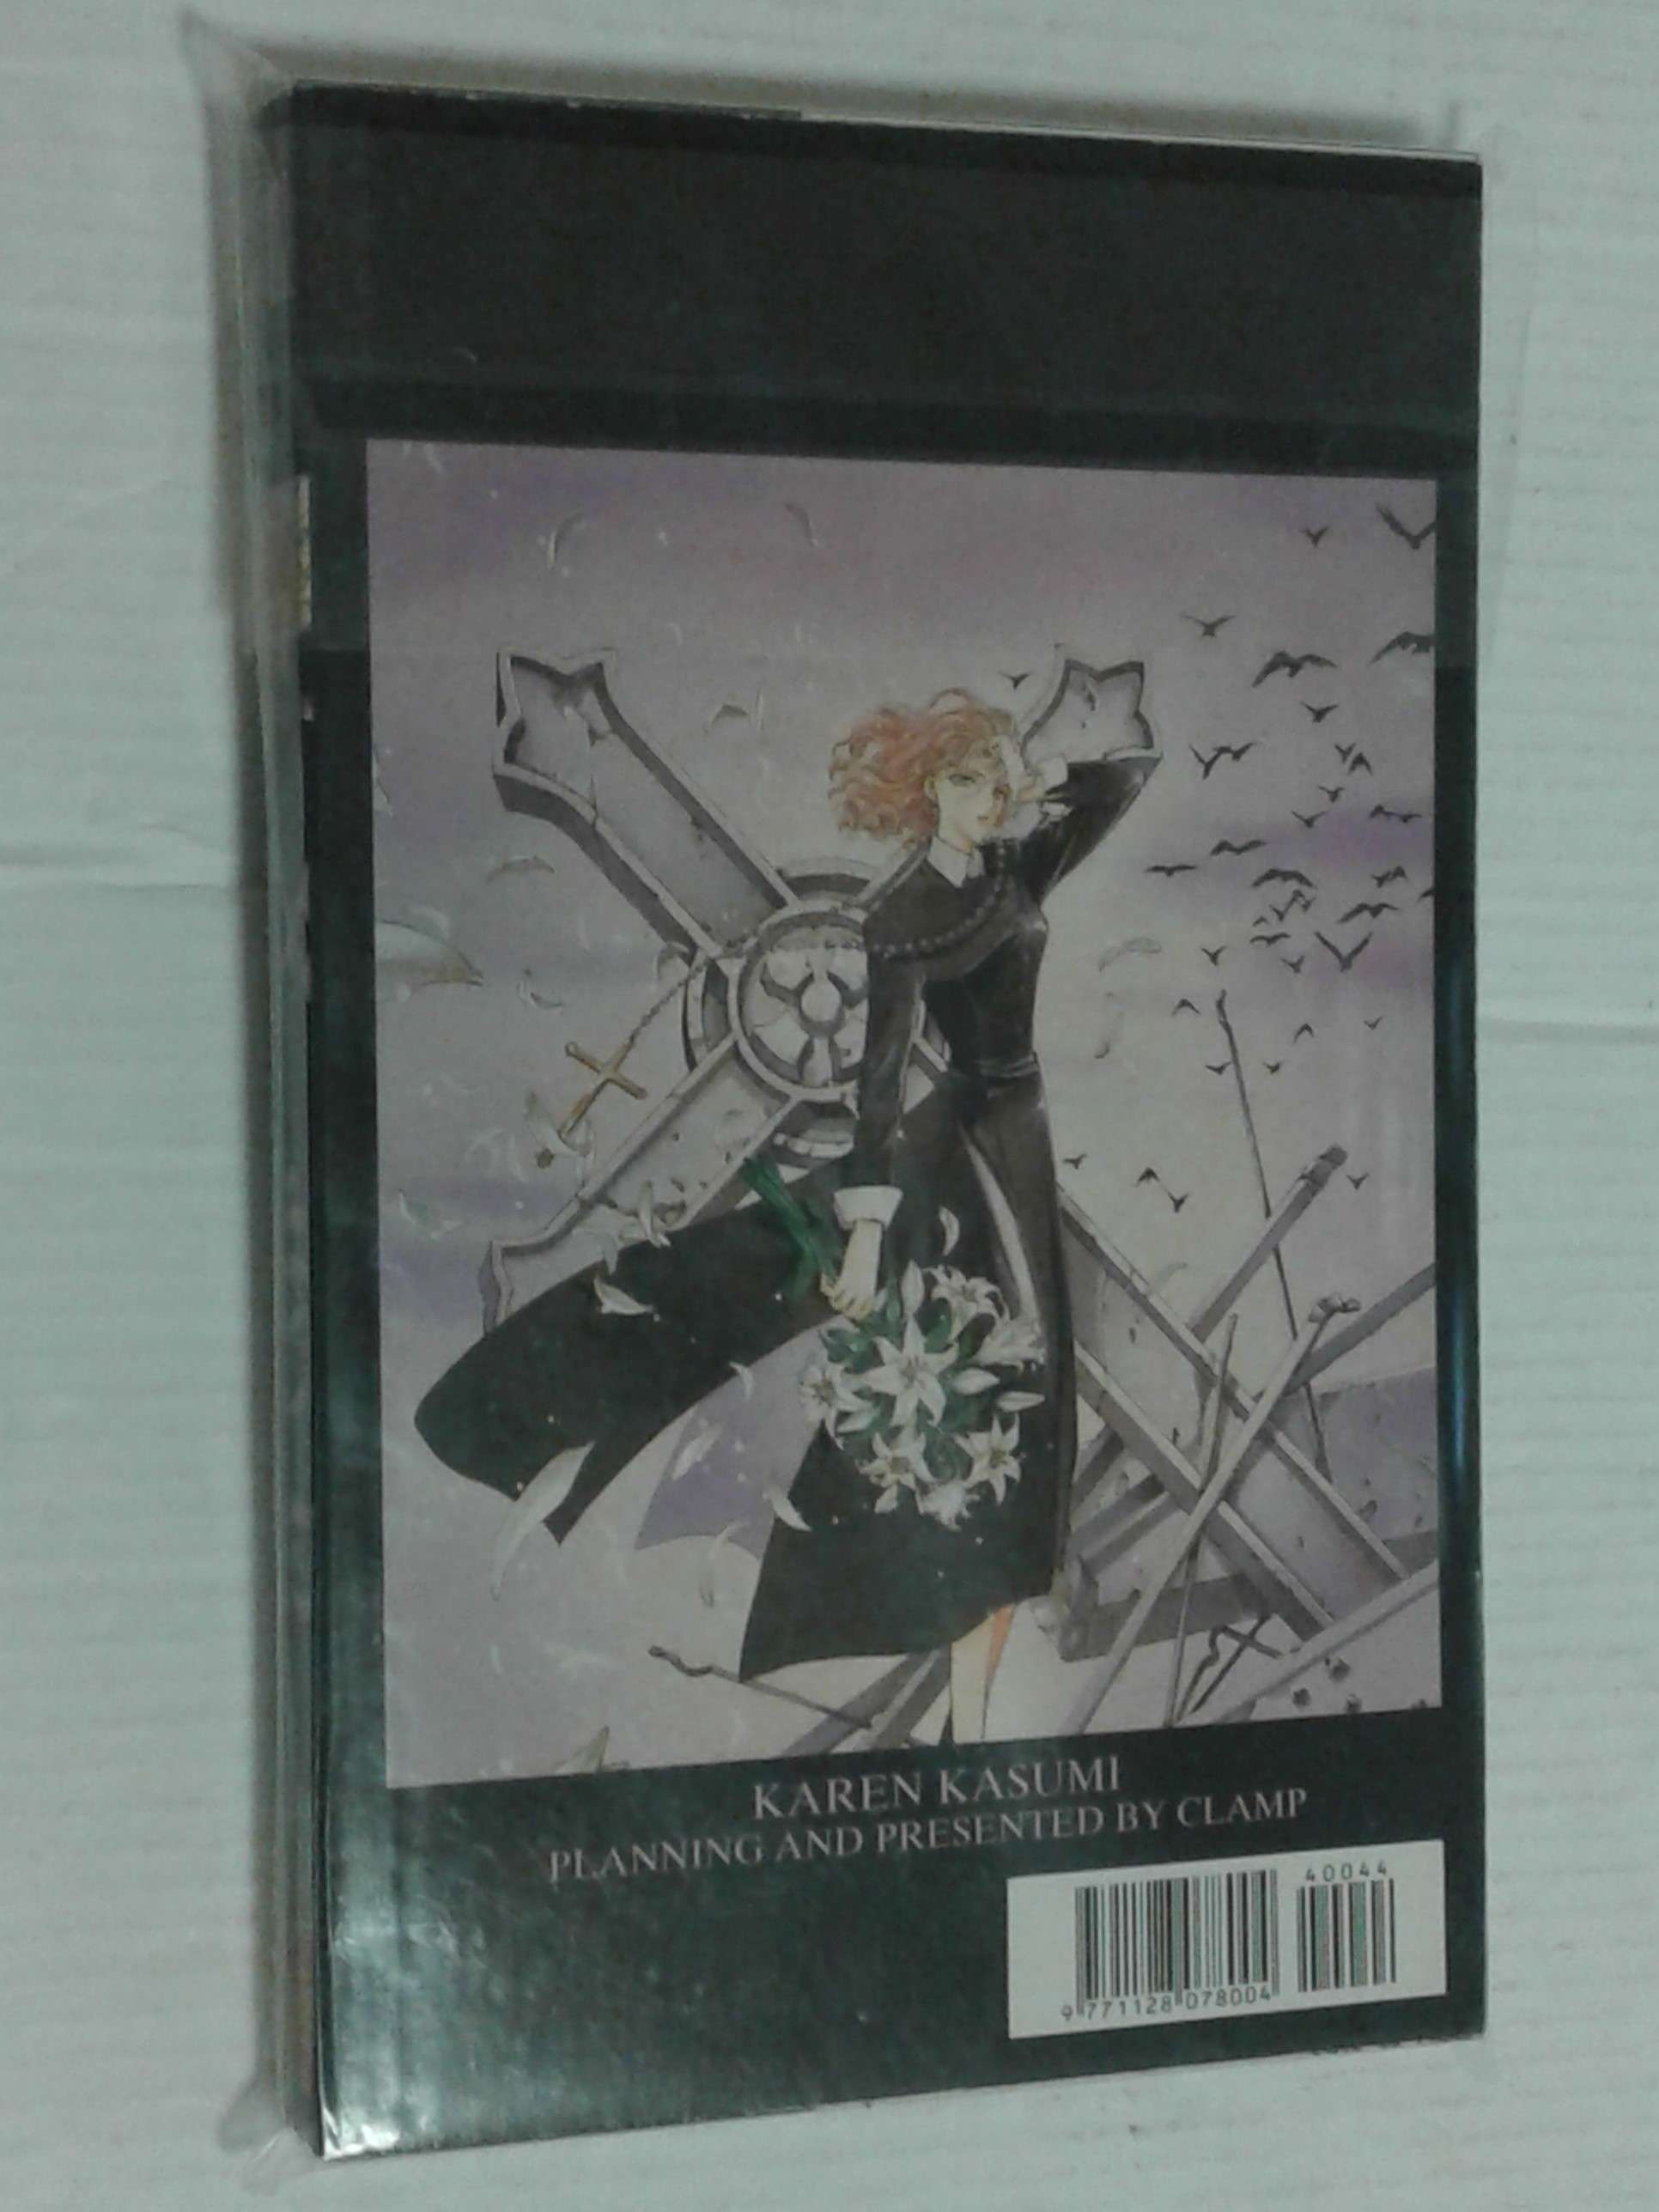 KAREN KASUMI
PLANNING AND PRESENTED BY CLAMP
40044
9 771128 078004